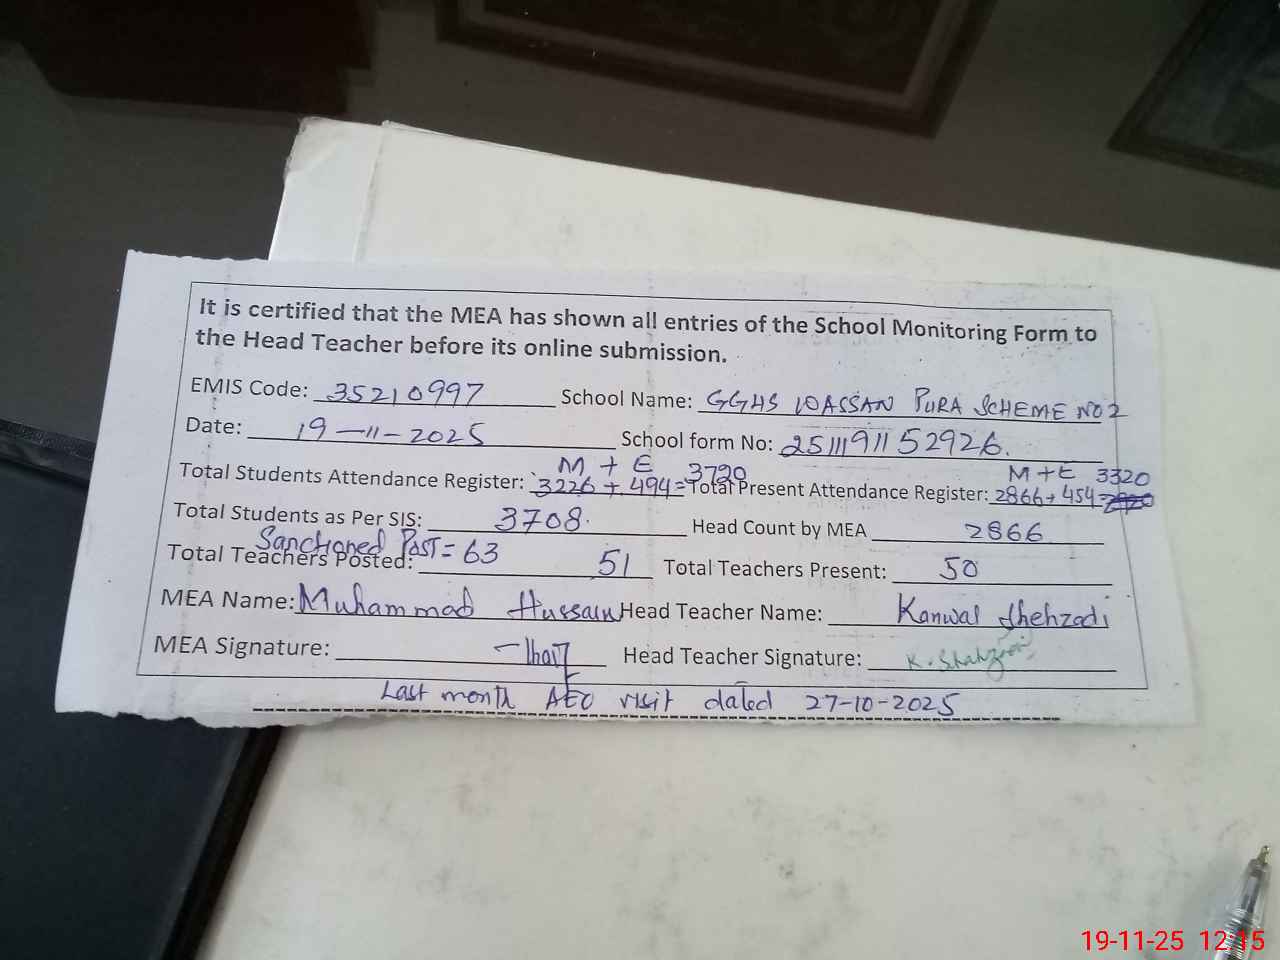 It is certified that the MEA has shown all entries of the School Monitoring Form to
the Head Teacher before its online submission.
EMIS Code: 35210997 School Name: GGHS WASSAN PURA SCHEME NO 2
Date: 19-11-2025 School form No: 2511191152926.
M + E 3720 M+E 3320
Total Students Attendance Register: 3226 + 494= Total Present Attendance Register: 2866+454=
Total Students as Per SIS: 3708. Head Count by MEA 2866
Sanctioned Post = 63
Total Teachers Posted: 51 Total Teachers Present: 50
MEA Name: Muhammad Hussain Head Teacher Name: Kanwal Shehzadi
MEA Signature: Head Teacher Signature: K. Shahzadi
Last month AEO visit dated 27-10-2025
19-11-25 12:15